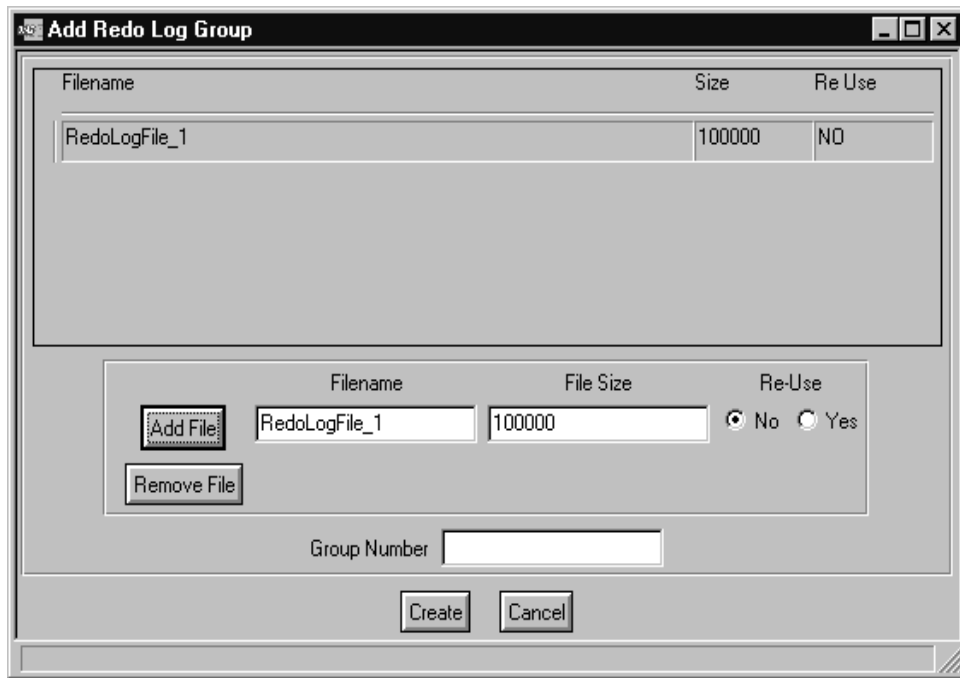 Add Redo Log Group
Filename Size Re Use
RedoLogFile_1 100000 NO
Filename File Size Re-Use
Add File RedoLogFile_1 100000 No Yes
Remove File
Group Number
Create Cancel